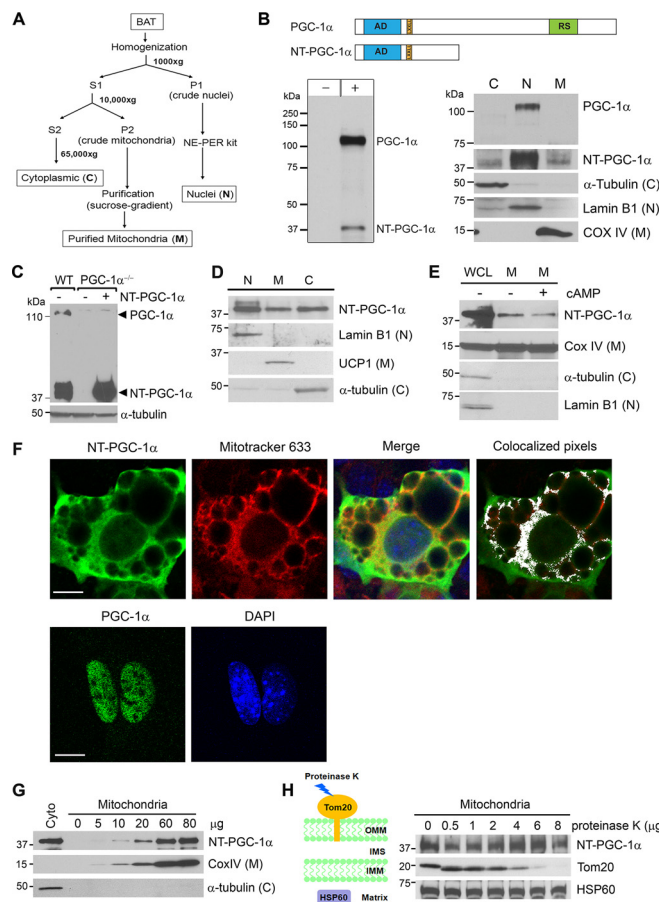 A
BAT
Homogenization
1000xg
S1
P1
(crude nuclei)
10,000xg
S2
P2
(crude mitochondria)
NE-PER kit
65,000xg
Cytoplasmic (C)
Nuclei (N)
Purification
(sucrose-gradient)
Purified Mitochondria (M)
B
PGC-1α
AD
LXXLL
RS
NT-PGC-1α
AD
LXXLL
− +
kDa
250
150
100
75
50
37
PGC-1α
NT-PGC-1α
C N M
kDa
100
75
50
37
50
50
15
PGC-1α
NT-PGC-1α
α-Tubulin (C)
Lamin B1 (N)
COX IV (M)
C
WT PGC-1α−/−
- - + NT-PGC-1α
kDa
110
PGC-1α
37
NT-PGC-1α
50
α-tubulin
D
N M C
37
NT-PGC-1α
Lamin B1 (N)
UCP1 (M)
50
α-tubulin (C)
E
WCL M M
- - + cAMP
37
NT-PGC-1α
15
Cox IV (M)
50
α-tubulin (C)
Lamin B1 (N)
F
NT-PGC-1α Mitotracker 633 Merge Colocalized pixels
PGC-1α DAPI
G
Mitochondria
Cyto 0 5 10 20 60 80 μg
37
NT-PGC-1α
15
CoxIV (M)
50
α-tubulin (C)
H
Proteinase K
Tom20
OMM
IMS
IMM
HSP60 Matrix
Mitochondria
0 0.5 1 2 4 6 8 proteinase K (μg
37
NT-PGC-1α
20
Tom20
75
HSP60